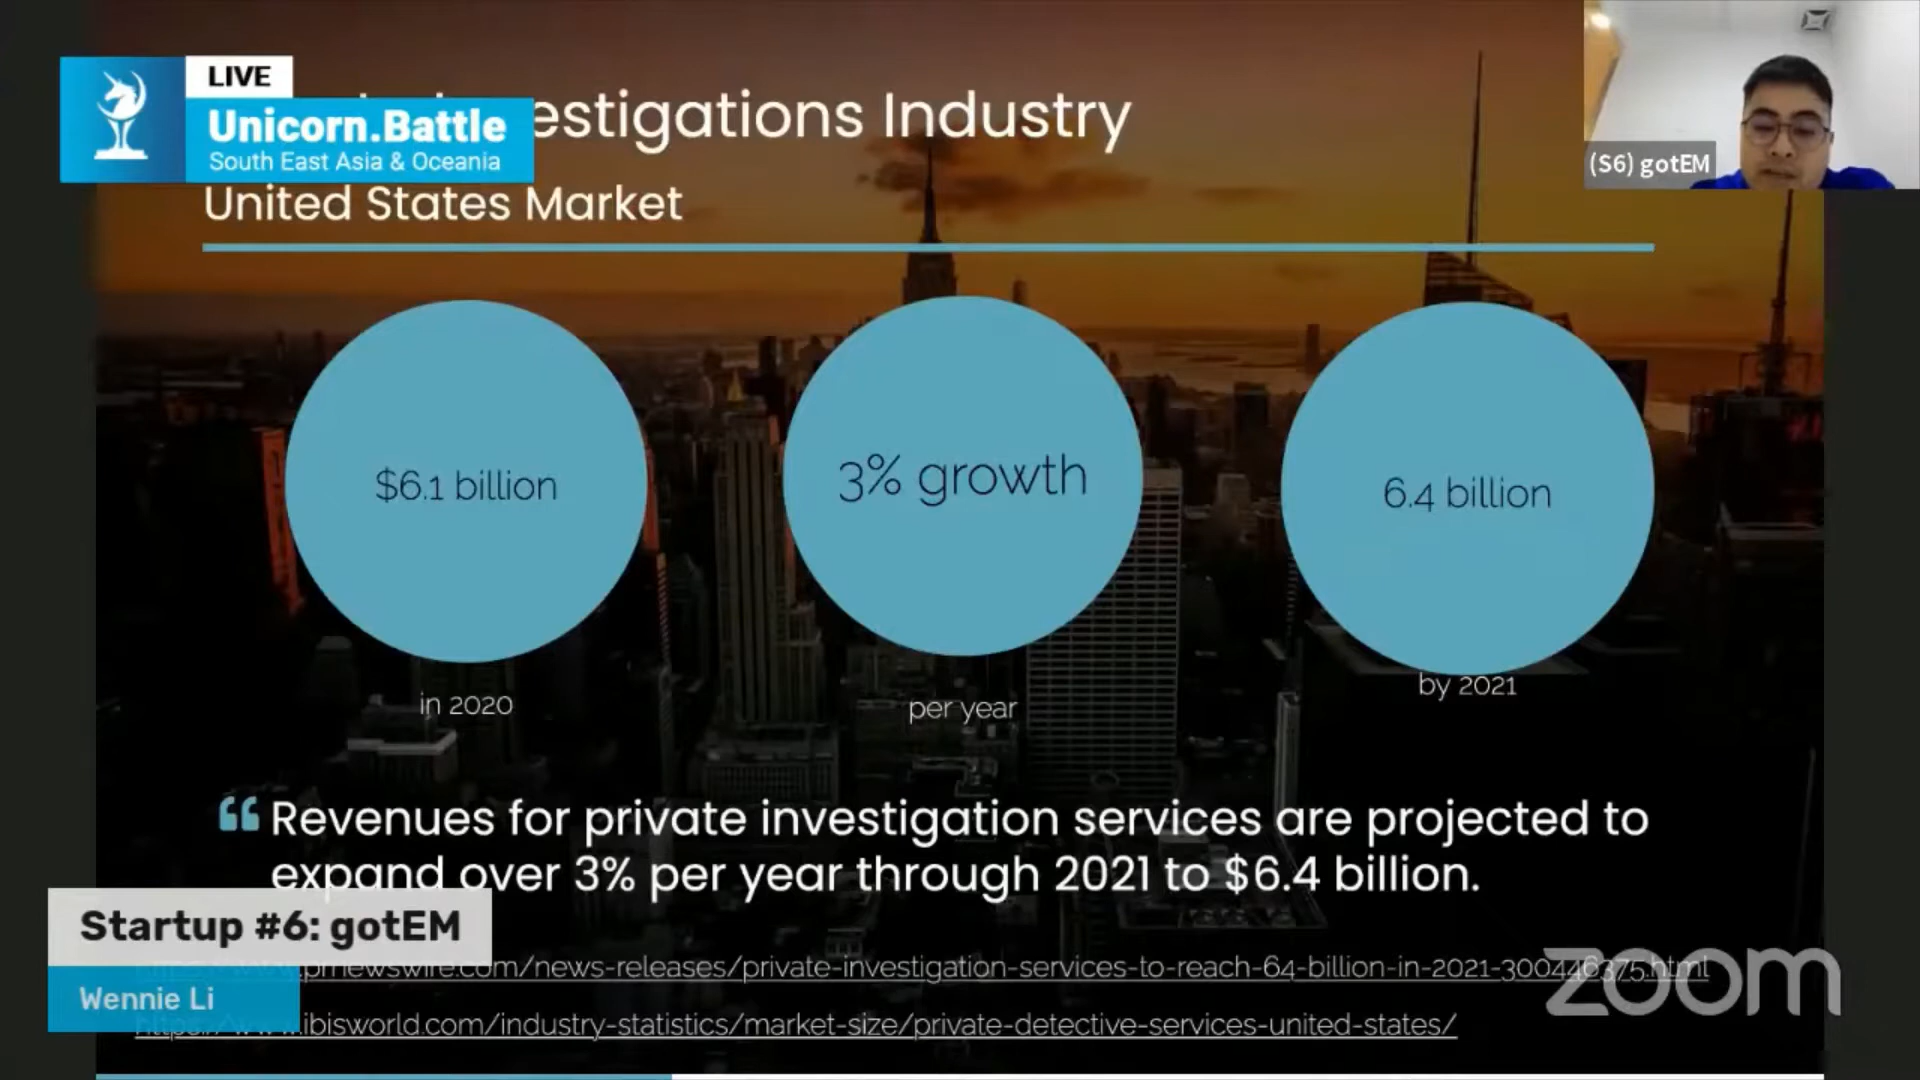 LIVE
Unicorn.Battle
South East Asia & Oceania
estigations Industry
United States Market
(S6) gotEM
$6.1 billion
3% growth
6.4 billion
in 2020
per year
by 2021
“ Revenues for private investigation services are projected to
expand over 3% per year through 2021 to $6.4 billion.
Startup #6: gotEM
Wennie Li
.prnewswire.com/news-releases/private-investigation-services-to-reach-64-billion-in-2021-300446375.html
https://www.ibisworld.com/industry-statistics/market-size/private-detective-services-united-states/
zoom